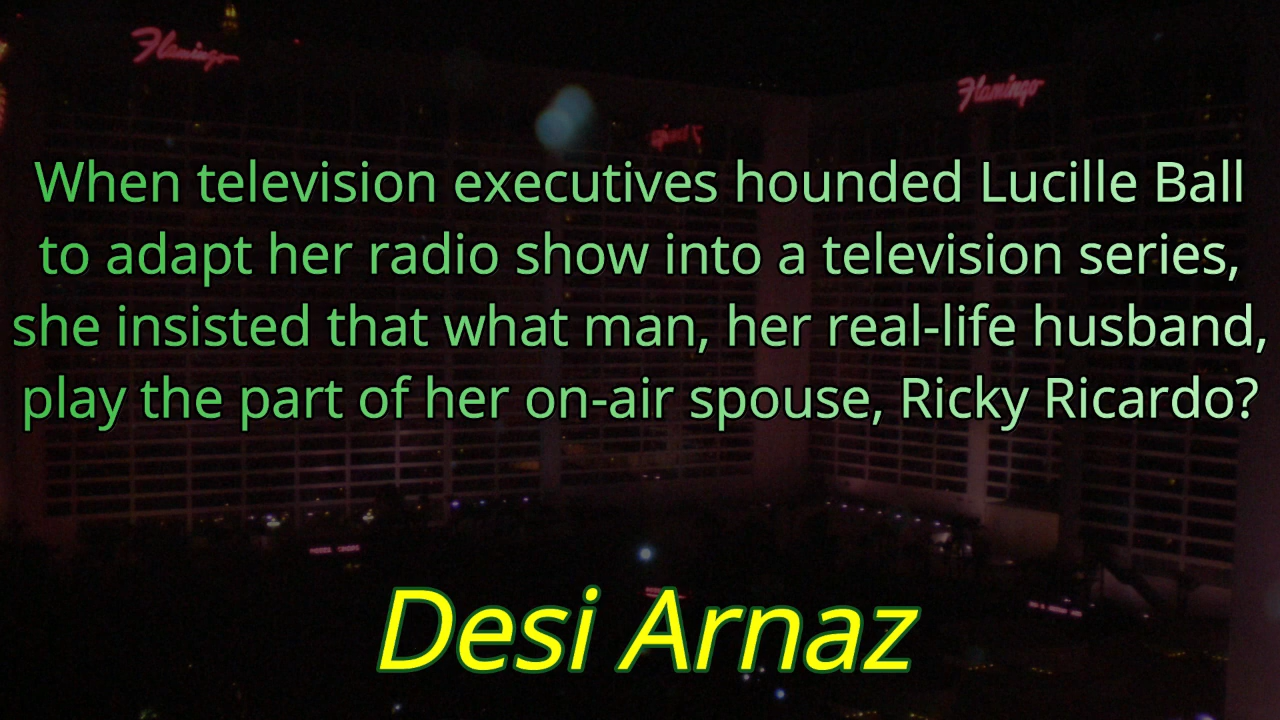 Flamingo
Flamingo
When television executives hounded Lucille Ball
to adapt her radio show into a television series,
she insisted that what man, her real-life husband,
play the part of her on-air spouse, Ricky Ricardo?
Desi Arnaz